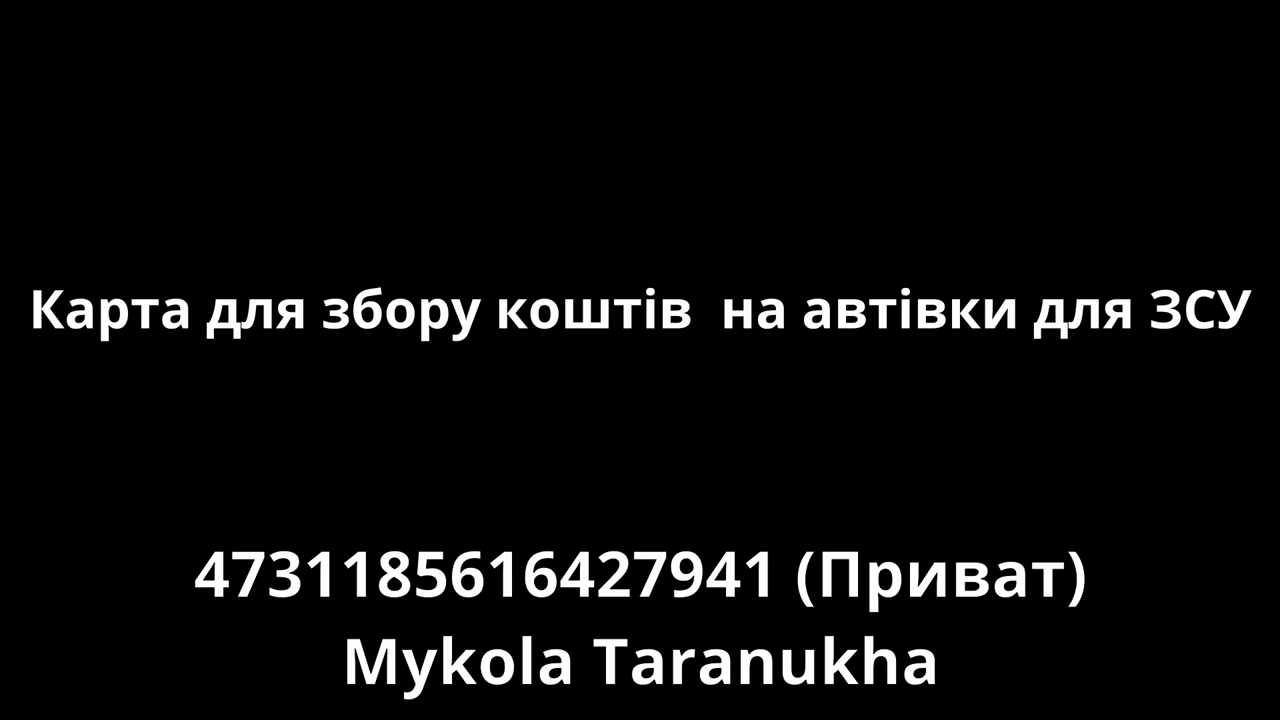 Карта для збору коштів  на автівки для ЗСУ
4731185616427941 (Приват)
Mykola Taranukha